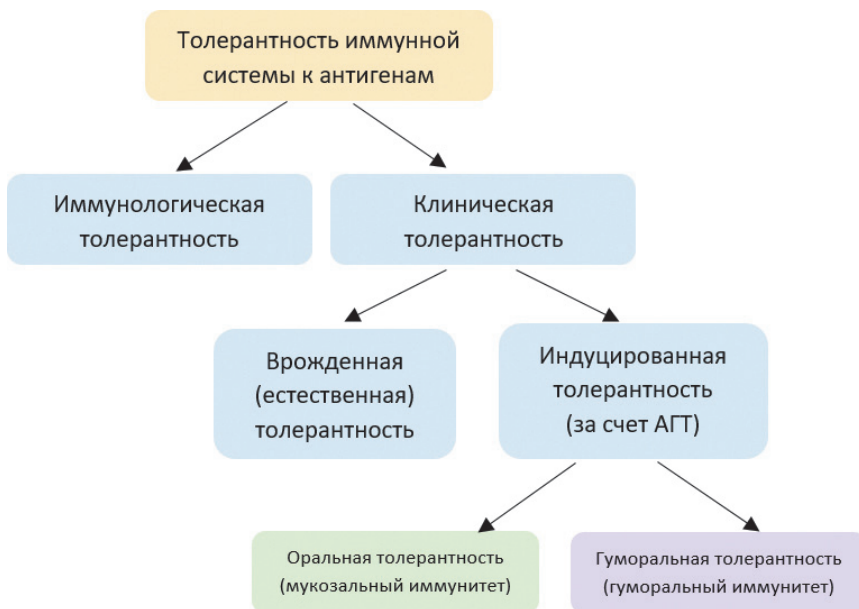 Толерантность иммунной
системы к антигенам
Иммунологическая
толерантность
Клиническая
толерантность
Врожденная
(естественная)
толерантность
Индуцированная
толерантность
(за счет АГТ)
Оральная толерантность
(мукозальный иммунитет)
Гуморальная толерантность
(гуморальный иммунитет)